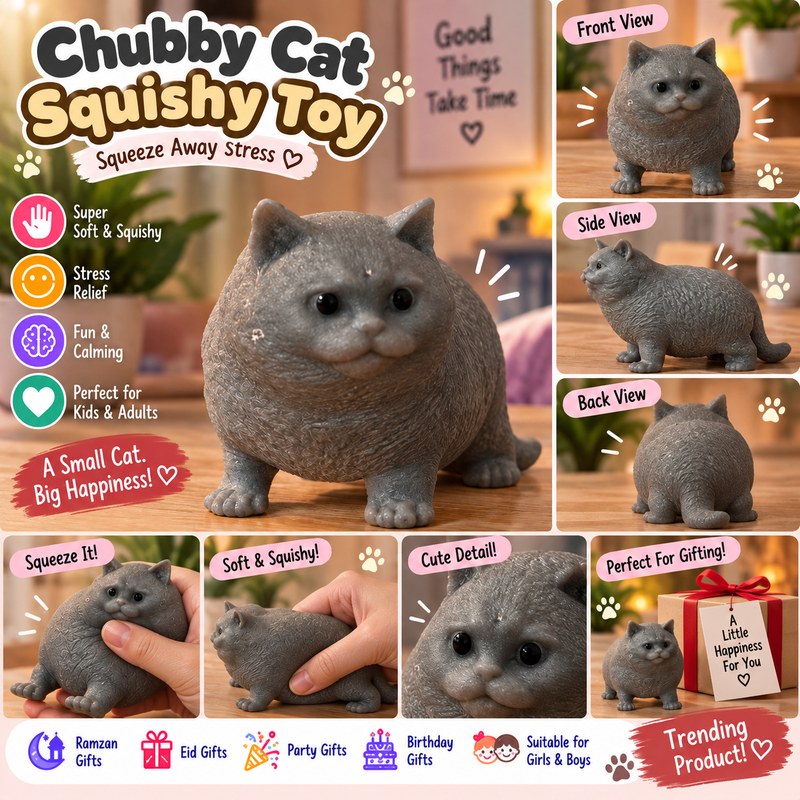 Chubby Cat
Squishy Toy
Squeeze Away Stress
Good
Things
Take Time
Super
Soft & Squishy
Stress
Relief
Fun &
Calming
Perfect for
Kids & Adults
A Small Cat.
Big Happiness!
Front View
Side View
Back View
Squeeze It!
Soft & Squishy!
Cute Detail!
Perfect For Gifting!
A
Little
Happiness
For You
Ramzan
Gifts
Eid Gifts
Party Gifts
Birthday
Gifts
Suitable for
Girls & Boys
Trending
Product!